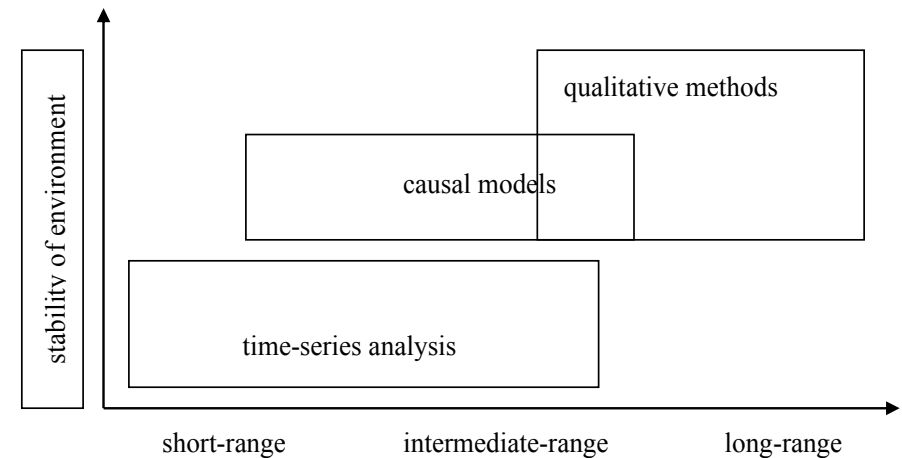 qualitative methods
causal models
stability of environment
time-series analysis
short-range intermediate-range long-range